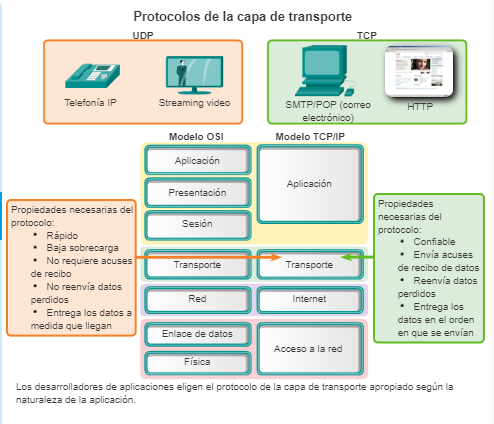 Protocolos de la capa de transporte
UDP
TCP
Telefonía IP
Streaming video
SMTP/POP (correo
electrónico)
HTTP
Modelo OSI
Modelo TCP/IP
Aplicación
Presentación
Sesión
Transporte
Red
Enlace de datos
Física
Aplicación
Transporte
Internet
Acceso a la red
Propiedades necesarias del
protocolo:
• Rápido
• Baja sobrecarga
• No requiere acuses
de recibo
• No reenvía datos
perdidos
• Entrega los datos a
medida que llegan
Propiedades
necesarias del
protocolo:
• Confiable
• Envía acuses
de recibo de datos
• Reenvía datos
perdidos
• Entrega los
datos en el orden
en que se envían
Los desarrolladores de aplicaciones eligen el protocolo de la capa de transporte apropiado según la
naturaleza de la aplicación.